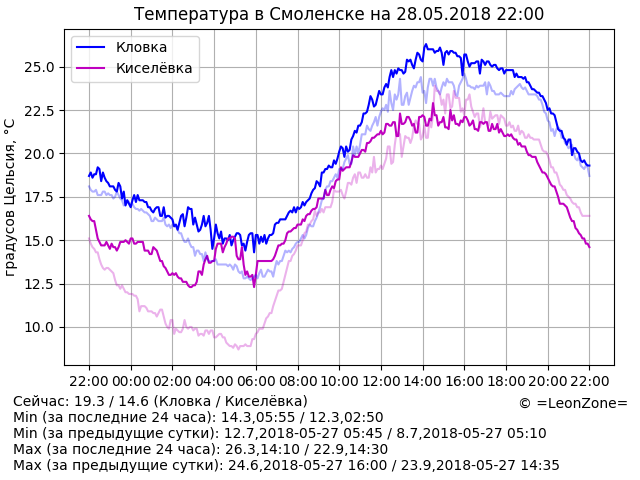 Температура в Смоленске на 28.05.2018 22:00
Кловка
Киселёвка
градусов Цельсия, °C
25.0
22.5
20.0
17.5
15.0
12.5
10.0
22:00 00:00 02:00 04:00 06:00 08:00 10:00 12:00 14:00 16:00 18:00 20:00 22:00
Сейчас: 19.3 / 14.6 (Кловка / Киселёвка)
© =LeonZone=
Min (за последние 24 часа): 14.3,05:55 / 12.3,02:50
Min (за предыдущие сутки): 12.7,2018-05-27 05:45 / 8.7,2018-05-27 05:10
Max (за последние 24 часа): 26.3,14:10 / 22.9,14:30
Max (за предыдущие сутки): 24.6,2018-05-27 16:00 / 23.9,2018-05-27 14:35